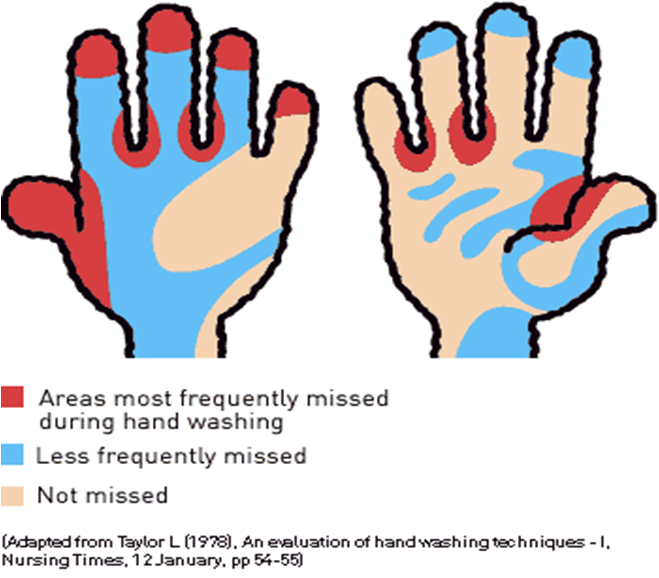 Areas most frequently missed
during hand washing
Less frequently missed
Not missed
(Adapted from Taylor L (1978), An evaluation of hand washing techniques - I,
Nursing Times, 12 January, pp 54-55)